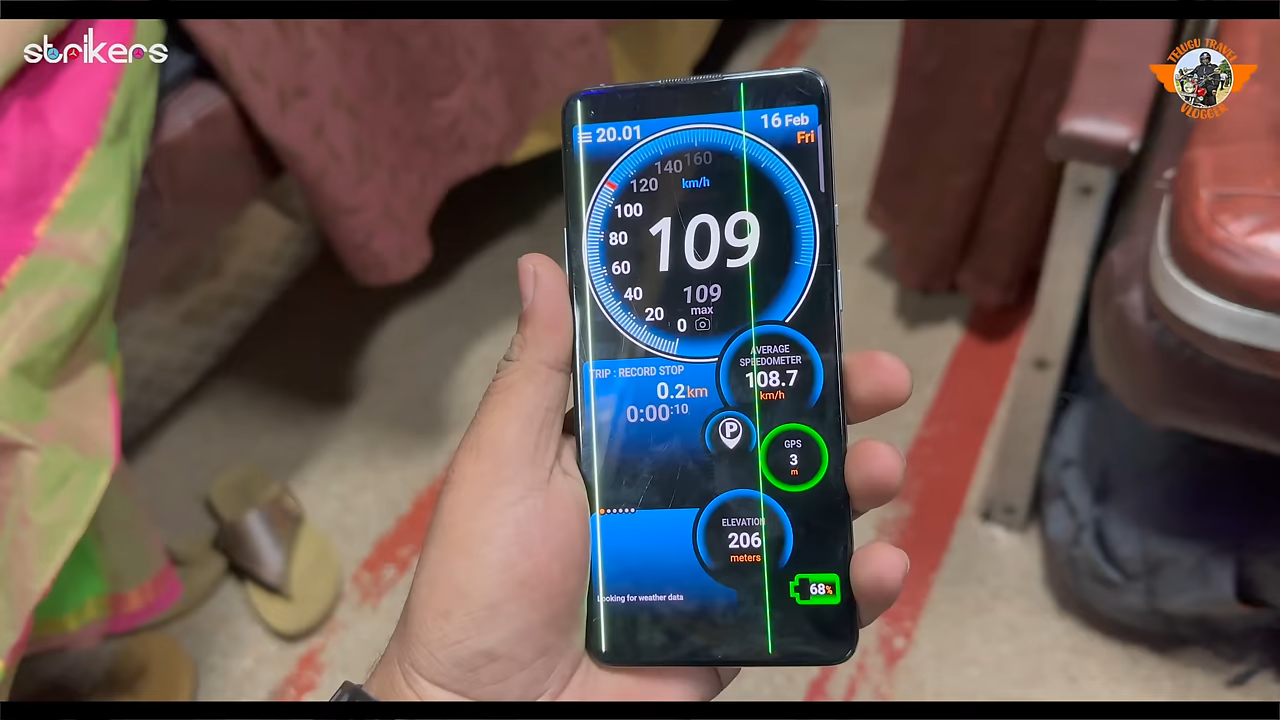 strikers
TELUGU TRAVEL
VLOGGER
20.01
16 Feb
Fri
160
140
120
km/h
100
109
80
60
40
109
max
20
0
AVERAGE
SPEEDOMETER
108.7
km/h
TRIP : RECORD STOP
0.2km
0:00:10
P
GPS
3
m
ELEVATION
206
meters
68%
Looking for weather data